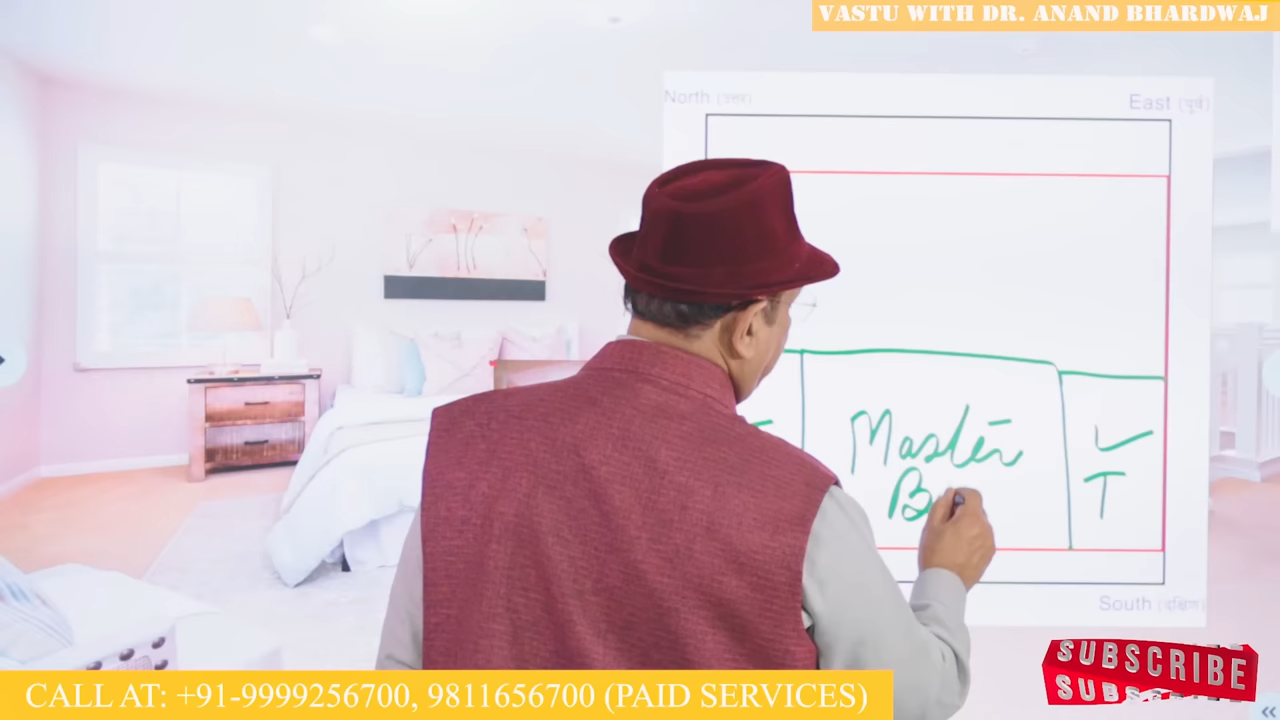 VASTU WITH DR. ANAND BHARDWAJ
North (उत्तर)
East (पूर्व)
Master
B
T
South (दक्षिण)
SUBSCRIBE
CALL AT: +91-9999256700, 9811656700 (PAID SERVICES)